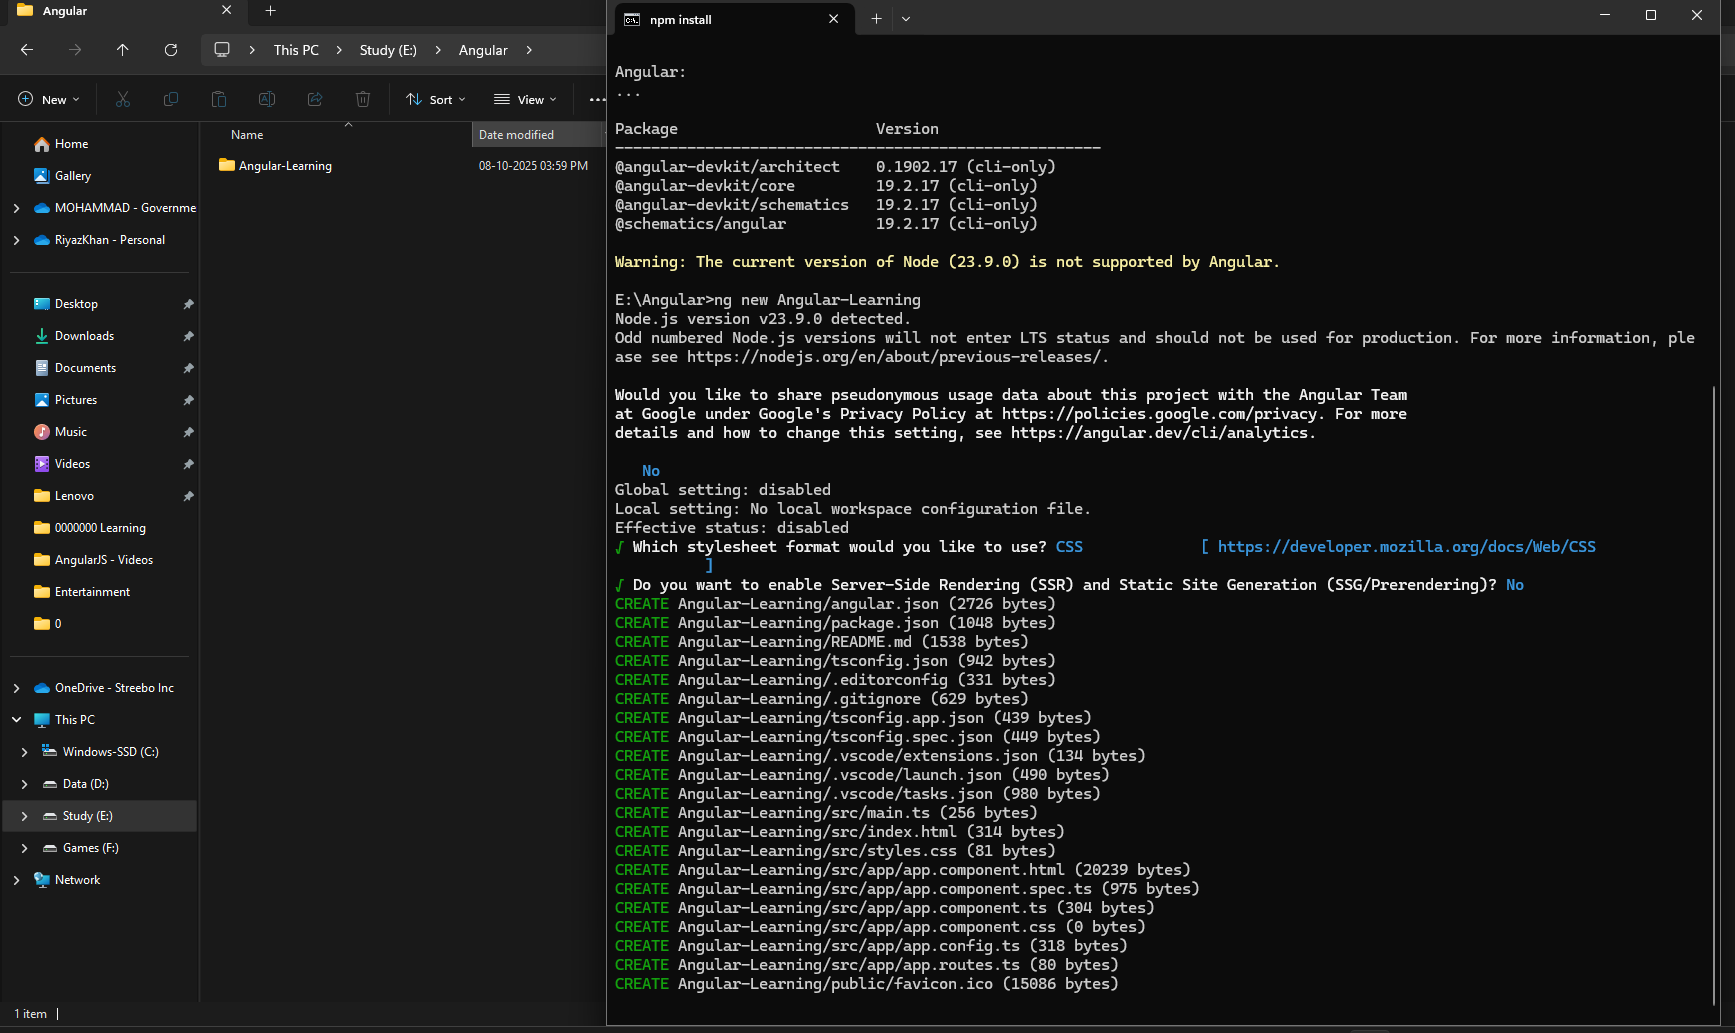 Angular
This PC
Study (E:)
Angular
New
Sort
View
Name
Date modified
Angular-Learning
08-10-2025 03:59 PM
Home
Gallery
MOHAMMAD - Governme
RiyazKhan - Personal
Desktop
Downloads
Documents
Pictures
Music
Videos
Lenovo
0000000 Learning
AngularJS - Videos
Entertainment
0
OneDrive - Streebo Inc
This PC
Windows-SSD (C:)
Data (D:)
Study (E:)
Games (F:)
Network
1 item
npm install
Angular:
...
Package Version
------------------------------------------------------
@angular-devkit/architect 0.1902.17 (cli-only)
@angular-devkit/core 19.2.17 (cli-only)
@angular-devkit/schematics 19.2.17 (cli-only)
@schematics/angular 19.2.17 (cli-only)
Warning: The current version of Node (23.9.0) is not supported by Angular.
E:\Angular>ng new Angular-Learning
Node.js version v23.9.0 detected.
Odd numbered Node.js versions will not enter LTS status and should not be used for production. For more information, ple
ase see https://nodejs.org/en/about/previous-releases/.
Would you like to share pseudonymous usage data about this project with the Angular Team
at Google under Google's Privacy Policy at https://policies.google.com/privacy. For more
details and how to change this setting, see https://angular.dev/cli/analytics.
No
Global setting: disabled
Local setting: No local workspace configuration file.
Effective status: disabled
√ Which stylesheet format would you like to use? CSS [ https://developer.mozilla.org/docs/Web/CSS
]
√ Do you want to enable Server-Side Rendering (SSR) and Static Site Generation (SSG/Prerendering)? No
CREATE Angular-Learning/angular.json (2726 bytes)
CREATE Angular-Learning/package.json (1048 bytes)
CREATE Angular-Learning/README.md (1538 bytes)
CREATE Angular-Learning/tsconfig.json (942 bytes)
CREATE Angular-Learning/.editorconfig (331 bytes)
CREATE Angular-Learning/.gitignore (629 bytes)
CREATE Angular-Learning/tsconfig.app.json (439 bytes)
CREATE Angular-Learning/tsconfig.spec.json (449 bytes)
CREATE Angular-Learning/.vscode/extensions.json (134 bytes)
CREATE Angular-Learning/.vscode/launch.json (490 bytes)
CREATE Angular-Learning/.vscode/tasks.json (980 bytes)
CREATE Angular-Learning/src/main.ts (256 bytes)
CREATE Angular-Learning/src/index.html (314 bytes)
CREATE Angular-Learning/src/styles.css (81 bytes)
CREATE Angular-Learning/src/app/app.component.html (20239 bytes)
CREATE Angular-Learning/src/app/app.component.spec.ts (975 bytes)
CREATE Angular-Learning/src/app/app.component.ts (304 bytes)
CREATE Angular-Learning/src/app/app.component.css (0 bytes)
CREATE Angular-Learning/src/app/app.config.ts (318 bytes)
CREATE Angular-Learning/src/app/app.routes.ts (80 bytes)
CREATE Angular-Learning/public/favicon.ico (15086 bytes)